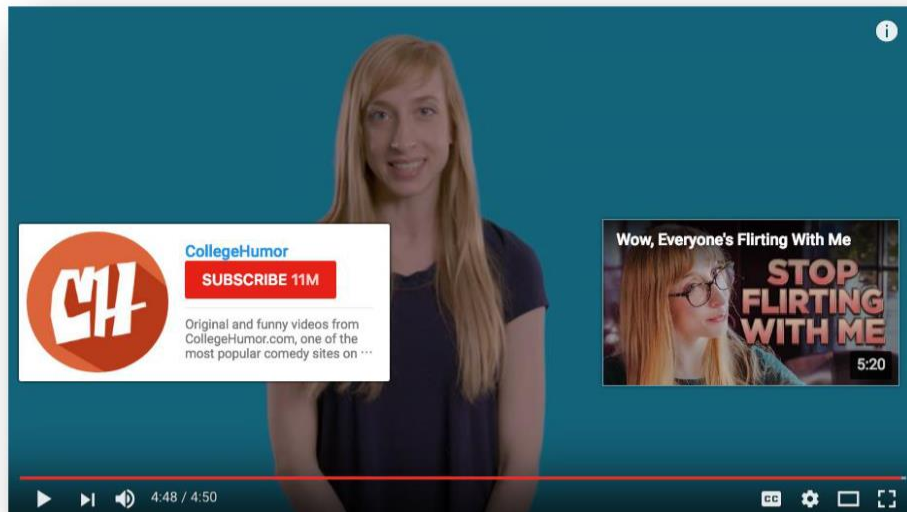 CH
CollegeHumor
SUBSCRIBE 11M
Original and funny videos from
CollegeHumor.com, one of the
most popular comedy sites on ...
Wow, Everyone's Flirting With Me
STOP
FLIRTING
WITH ME
5:20
4:48 / 4:50
CC